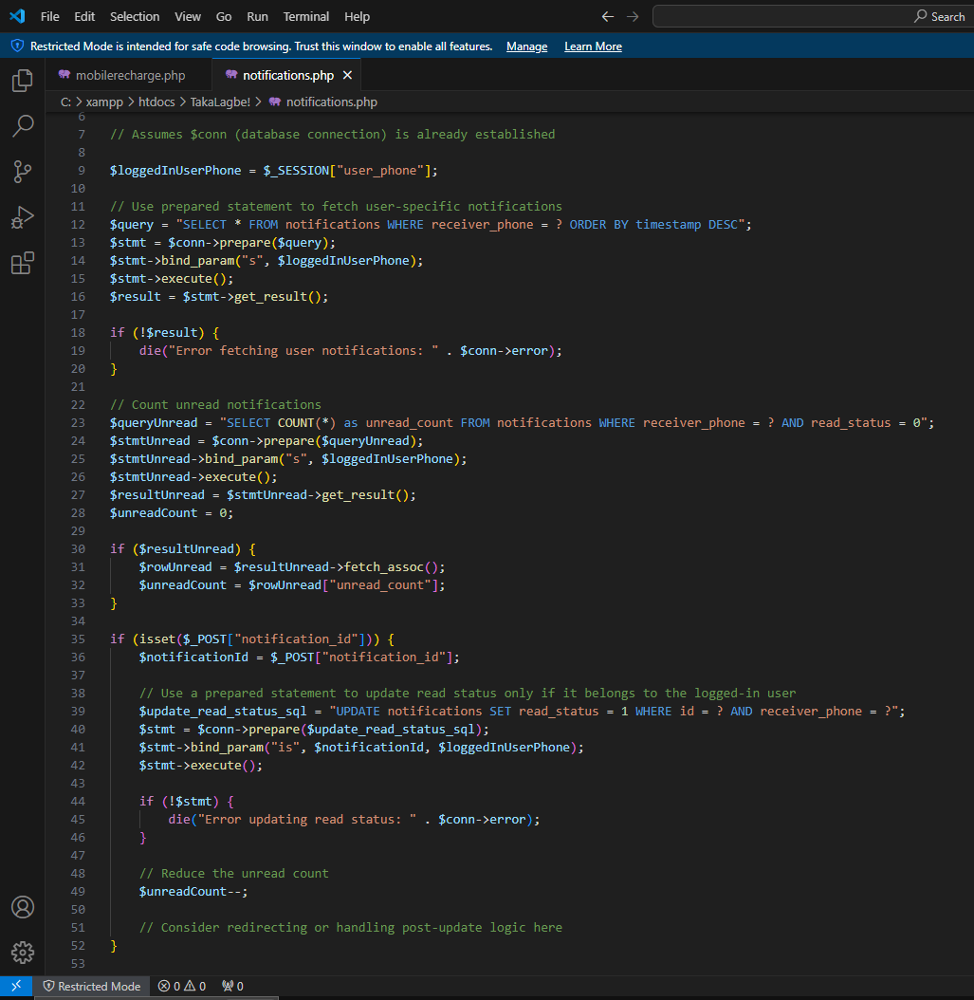 File Edit Selection View Go Run Terminal Help Search
Restricted Mode is intended for safe code browsing. Trust this window to enable all features. Manage Learn More
mobilerecharge.php notifications.php
C: > xampp > htdocs > TakaLagbe! > notifications.php
6
7 // Assumes $conn (database connection) is already established
8
9 $loggedInUserPhone = $_SESSION["user_phone"];
10
11 // Use prepared statement to fetch user-specific notifications
12 $query = "SELECT * FROM notifications WHERE receiver_phone = ? ORDER BY timestamp DESC";
13 $stmt = $conn->prepare($query);
14 $stmt->bind_param("s", $loggedInUserPhone);
15 $stmt->execute();
16 $result = $stmt->get_result();
17
18 if (!$result) {
19 die("Error fetching user notifications: " . $conn->error);
20 }
21
22 // Count unread notifications
23 $queryUnread = "SELECT COUNT(*) as unread_count FROM notifications WHERE receiver_phone = ? AND read_status = 0";
24 $stmtUnread = $conn->prepare($queryUnread);
25 $stmtUnread->bind_param("s", $loggedInUserPhone);
26 $stmtUnread->execute();
27 $resultUnread = $stmtUnread->get_result();
28 $unreadCount = 0;
29
30 if ($resultUnread) {
31 $rowUnread = $resultUnread->fetch_assoc();
32 $unreadCount = $rowUnread["unread_count"];
33 }
34
35 if (isset($_POST["notification_id"])) {
36 $notificationId = $_POST["notification_id"];
37
38 // Use a prepared statement to update read status only if it belongs to the logged-in user
39 $update_read_status_sql = "UPDATE notifications SET read_status = 1 WHERE id = ? AND receiver_phone = ?";
40 $stmt = $conn->prepare($update_read_status_sql);
41 $stmt->bind_param("is", $notificationId, $loggedInUserPhone);
42 $stmt->execute();
43
44 if (!$stmt) {
45 die("Error updating read status: " . $conn->error);
46 }
47
48 // Reduce the unread count
49 $unreadCount--;
50
51 // Consider redirecting or handling post-update logic here
52 }
53
Restricted Mode 0 0 0